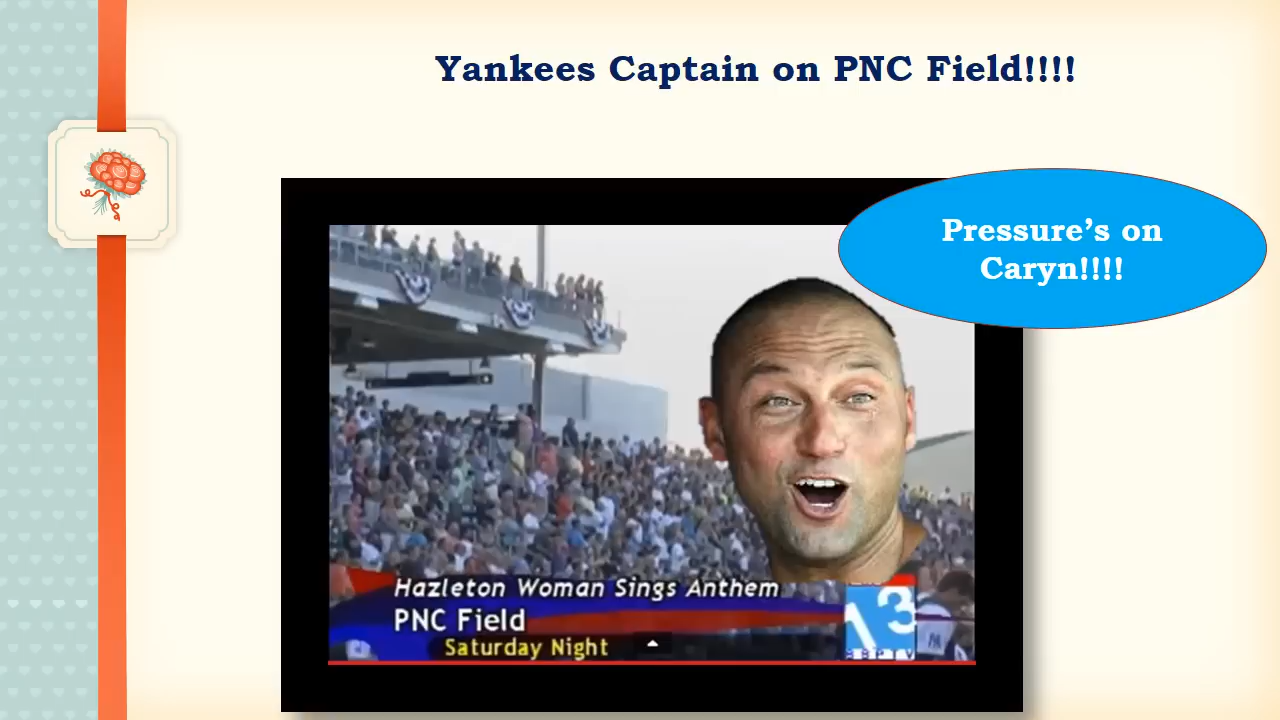 Yankees Captain on PNC Field!!!!
Pressure’s on
Caryn!!!!
Hazleton Woman Sings Anthem
PNC Field
Saturday Night
13